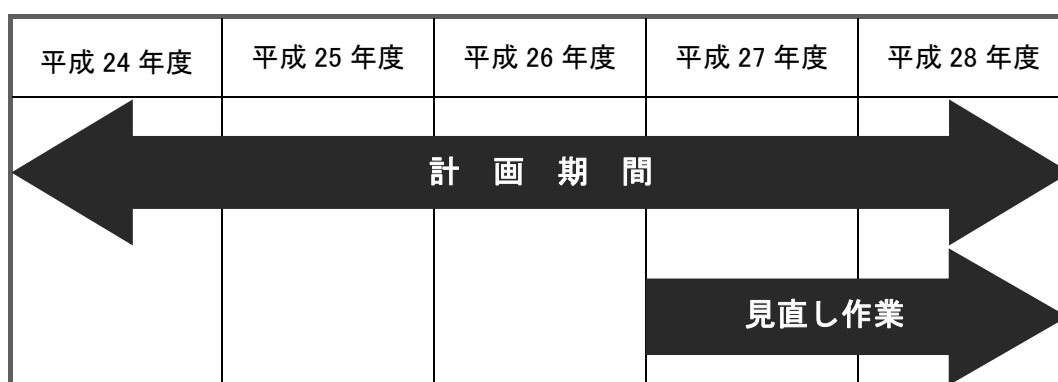 平成 24 年度 平成 25 年度 平成 26 年度 平成 27 年度 平成 28 年度
計 画 期 間
見直し作業